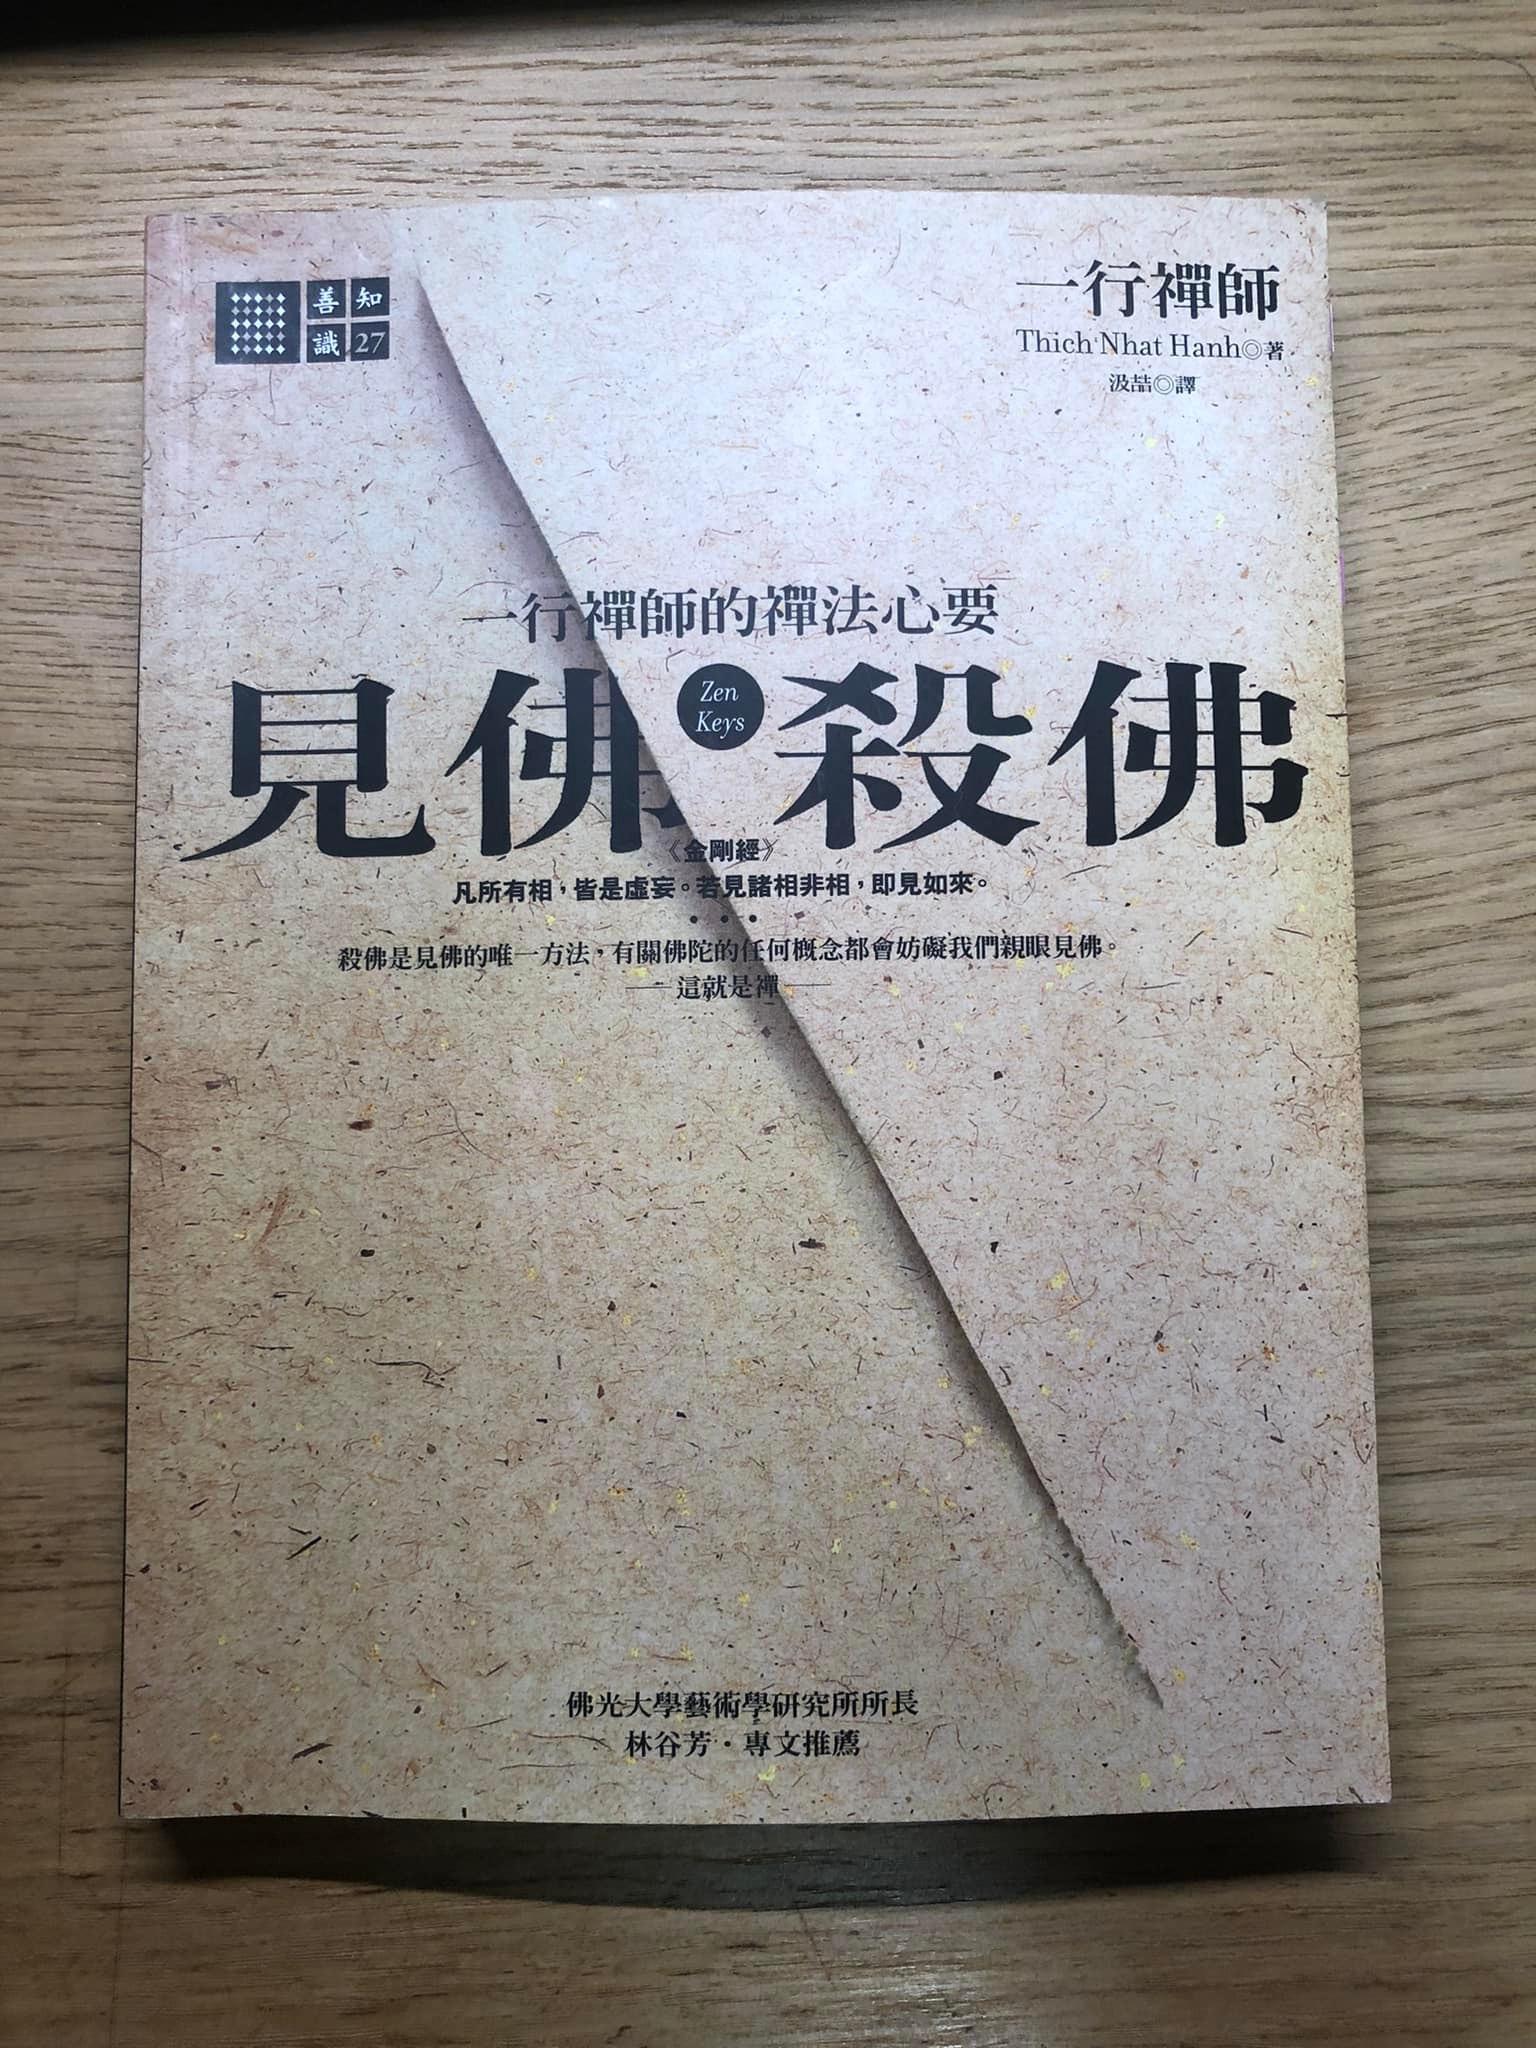 善知
識27
一行禪師
Thich Nhat Hanh◎著
汲喆◎譯
一行禪師的禪法心要
見佛 殺佛
Zen
Keys
《金剛經》
凡所有相，皆是虛妄。若見諸相非相，即見如來。
•••
殺佛是見佛的唯一方法，有關佛陀的任何概念都會妨礙我們親眼見佛。
——這就是禪——
佛光大學藝術學研究所所長
林谷芳・專文推薦